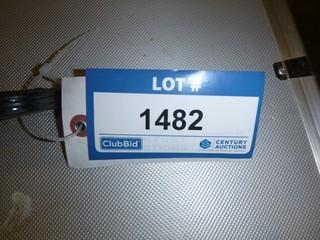 LOT #
1482
ClubBid
CENTURY
AUCTIONS